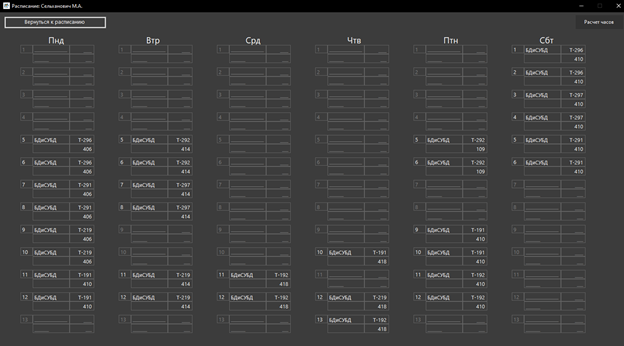 Расписание: Сельканович М.А.
Вернуться к расписанию
Расчет часов
Пнд Втр Срд Чтв Птн Сбт
1 1 1 1 1 1 БДиСУБД Т-296
410
2 2 2 2 2 2 БДиСУБД Т-296
410
3 3 3 3 3 3 БДиСУБД Т-297
410
4 4 4 4 4 4 БДиСУБД Т-297
410
5 БДиСУБД Т-296 5 БДиСУБД Т-292 5 5 5 БДиСУБД Т-292 5 БДиСУБД Т-291
406 414 109 410
6 БДиСУБД Т-296 6 БДиСУБД Т-292 6 6 6 БДиСУБД Т-292 6 БДиСУБД Т-291
406 414 109 410
7 БДиСУБД Т-291 7 БДиСУБД Т-297 7 7 7 7
406 414
8 БДиСУБД Т-291 8 БДиСУБД Т-297 8 8 8 8
406 414
9 БДиСУБД Т-219 9 9 9 9 БДиСУБД Т-191 9
406 410
10 БДиСУБД Т-219 10 10 10 БДиСУБД Т-191 10 БДиСУБД Т-191 10
406 418 410
11 БДиСУБД Т-191 11 БДиСУБД Т-219 11 БДиСУБД Т-192 11 11 БДиСУБД Т-192 11
410 414 418 410
12 БДиСУБД Т-191 12 БДиСУБД Т-219 12 БДиСУБД Т-192 12 БДиСУБД Т-219 12 БДиСУБД Т-192 12
410 414 418 418 410
13 13 13 13 БДиСУБД Т-192 13 13
418